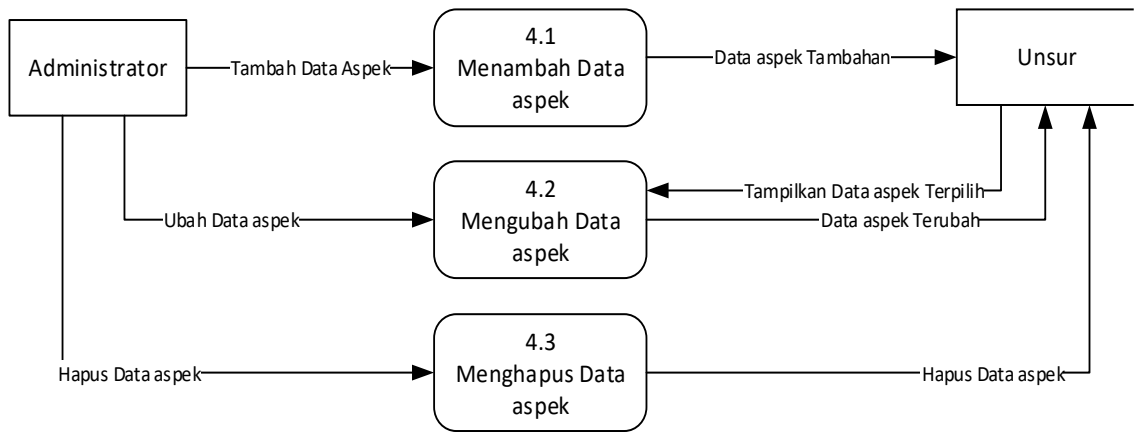 Administrator
Tambah Data Aspek
4.1
Menambah Data
aspek
Data aspek Tambahan
Unsur
Ubah Data aspek
4.2
Mengubah Data
aspek
Tampilkan Data aspek Terpilih
Data aspek Terubah
Hapus Data aspek
4.3
Menghapus Data
aspek
Hapus Data aspek